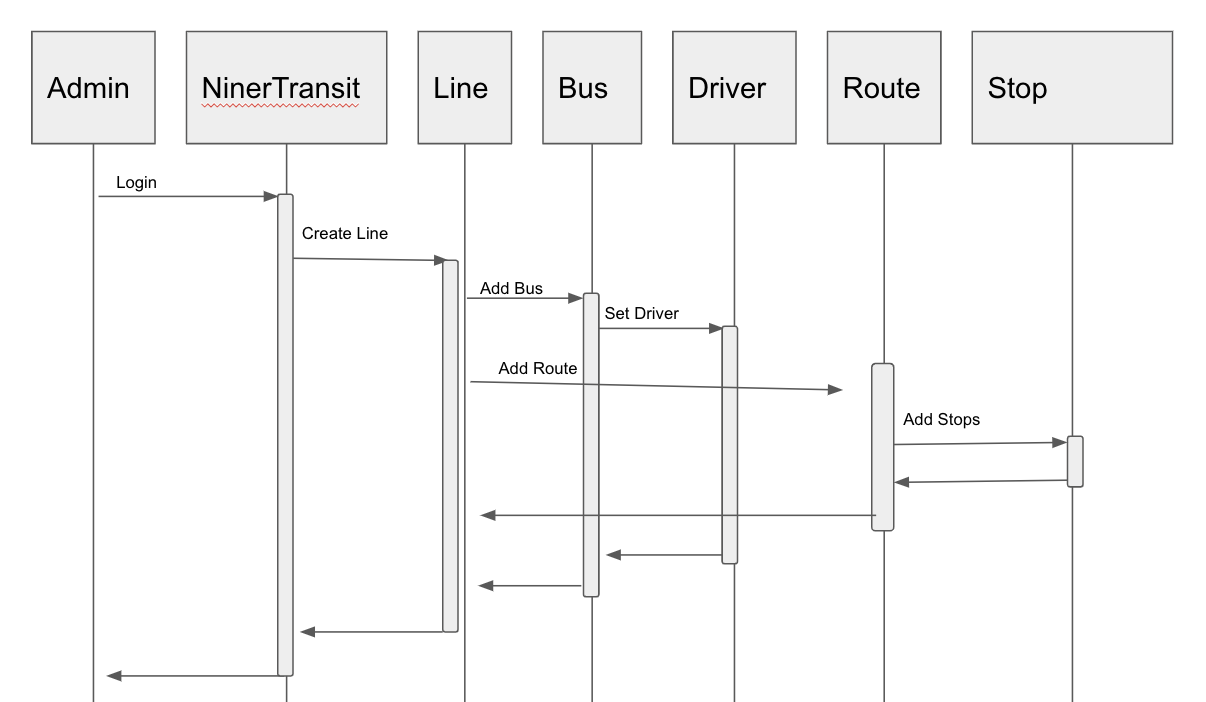 Admin
NinerTransit
Line
Bus
Driver
Route
Stop
Login
Create Line
Add Bus
Set Driver
Add Route
Add Stops